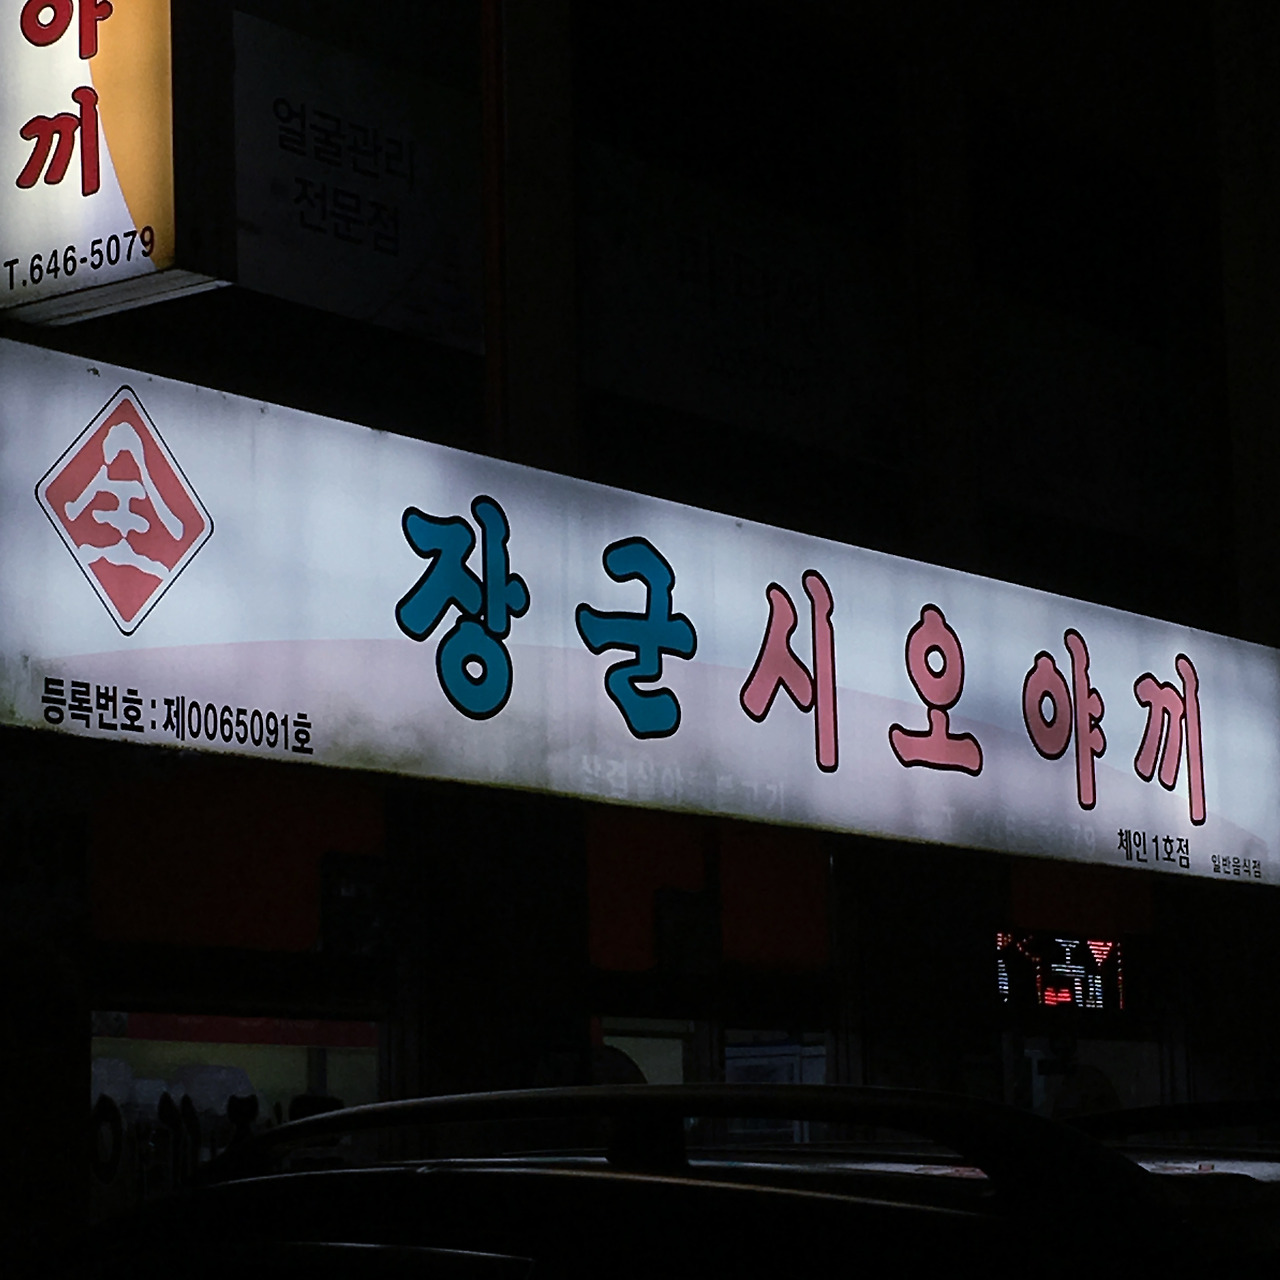 야끼
T.646-5079
얼굴관리
전문점
장군시오야끼
등록번호:제0065091호
체인 1호점
일반음식점